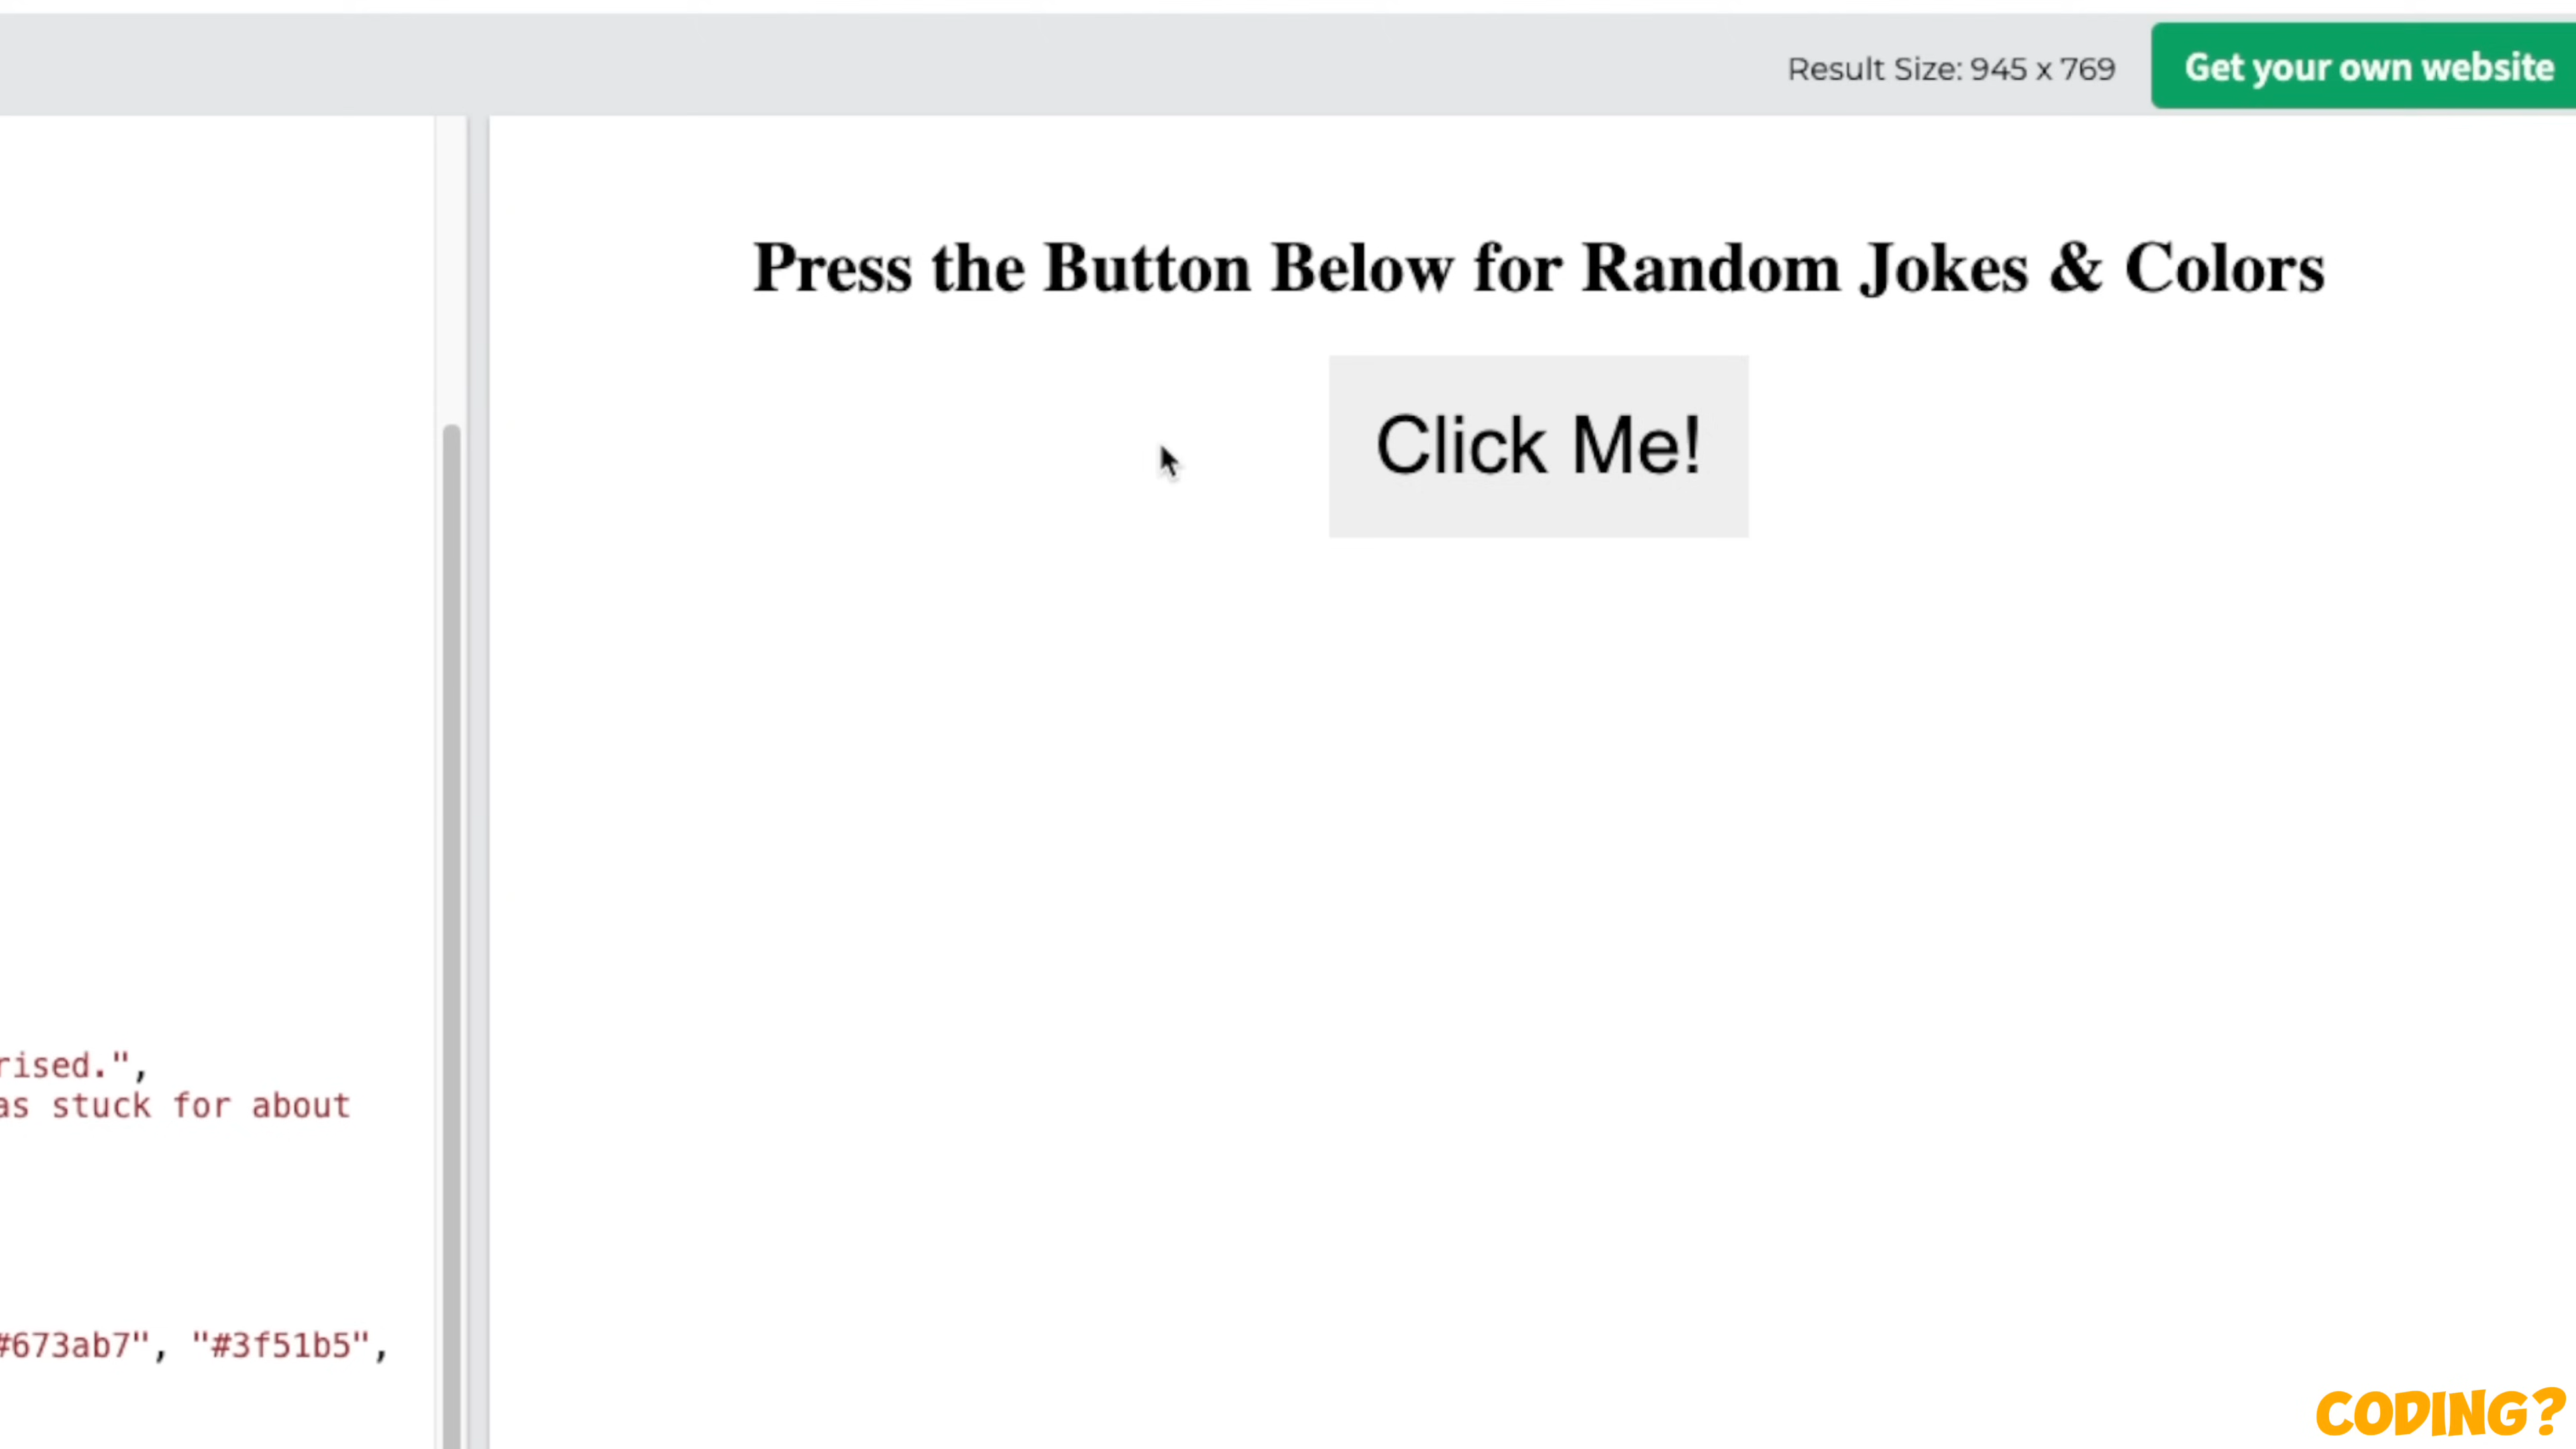 Result Size: 945 x 769
Get your own website
Press the Button Below for Random Jokes & Colors
Click Me!
rised.",
as stuck for about
#673ab7", "#3f51b5",
CODING?